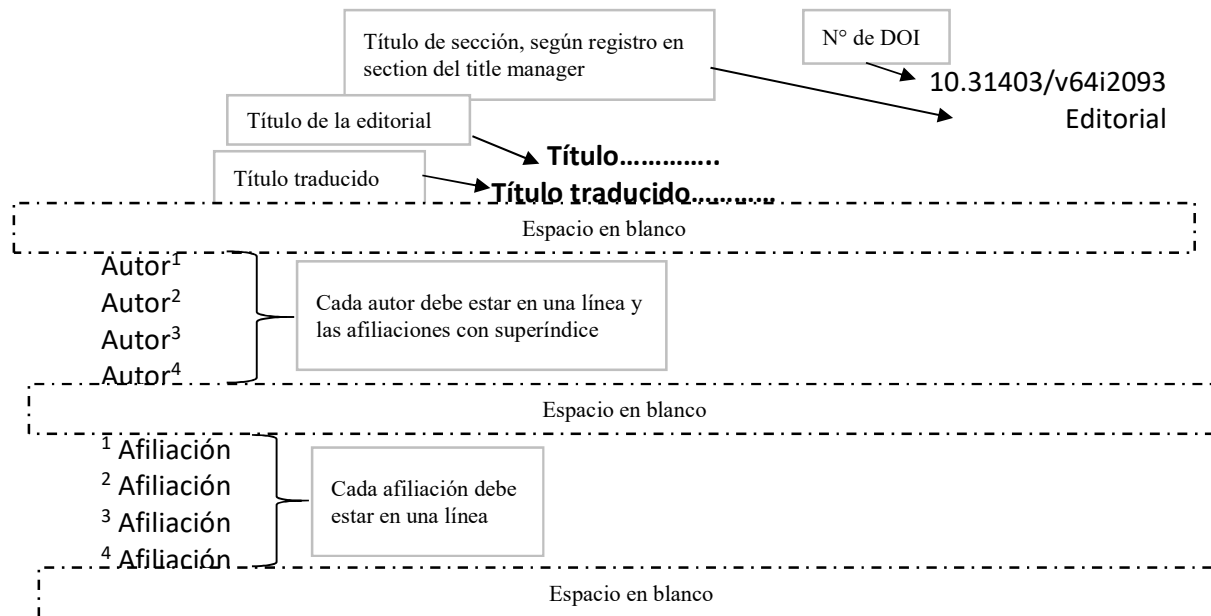 Título de sección, según registro en
section del title manager
N° de DOI
10.31403/v64i2093
Editorial
Título de la editorial
Título…………..
Título traducido
Título traducido…………
Espacio en blanco
Autor¹
Autor²
Autor³
Autor⁴
Cada autor debe estar en una línea y
las afiliaciones con superíndice
Espacio en blanco
¹ Afiliación
² Afiliación
³ Afiliación
⁴ Afiliación
Cada afiliación debe
estar en una línea
Espacio en blanco